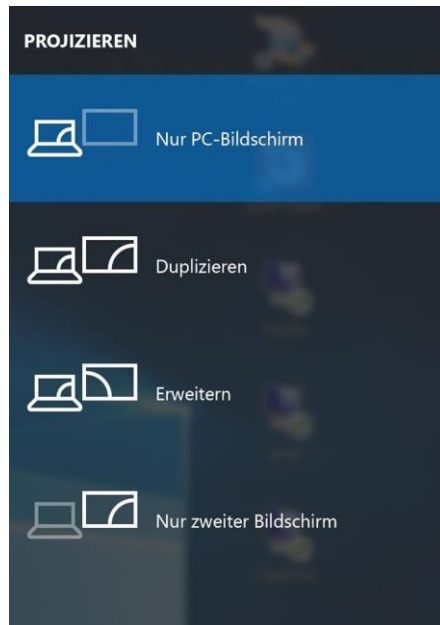 PROJIZIEREN
Nur PC-Bildschirm
Duplizieren
Erweitern
Nur zweiter Bildschirm